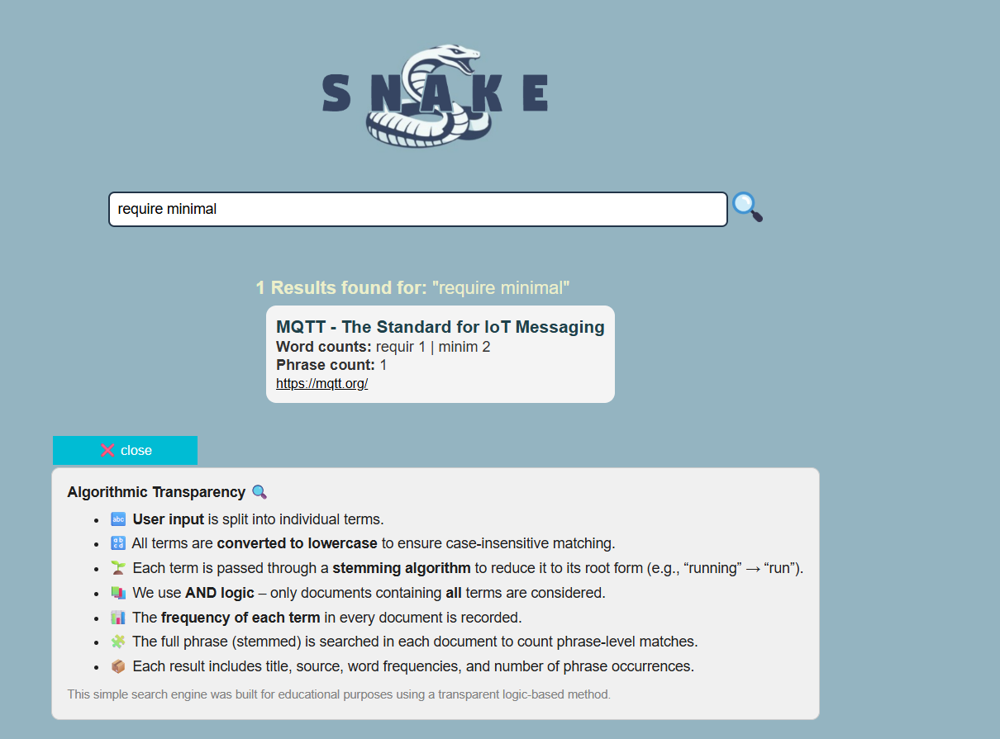 SNAKE
require minimal
1 Results found for: "require minimal"
MQTT - The Standard for IoT Messaging
Word counts: requir 1 | minim 2
Phrase count: 1
https://mqtt.org/
❌ close
Algorithmic Transparency 🔍
• 🔤 User input is split into individual terms.
• 🔡 All terms are converted to lowercase to ensure case-insensitive matching.
• 🌱 Each term is passed through a stemming algorithm to reduce it to its root form (e.g., “running” → “run”).
• 📚 We use AND logic – only documents containing all terms are considered.
• 📊 The frequency of each term in every document is recorded.
• 🧩 The full phrase (stemmed) is searched in each document to count phrase-level matches.
• 📦 Each result includes title, source, word frequencies, and number of phrase occurrences.
This simple search engine was built for educational purposes using a transparent logic-based method.